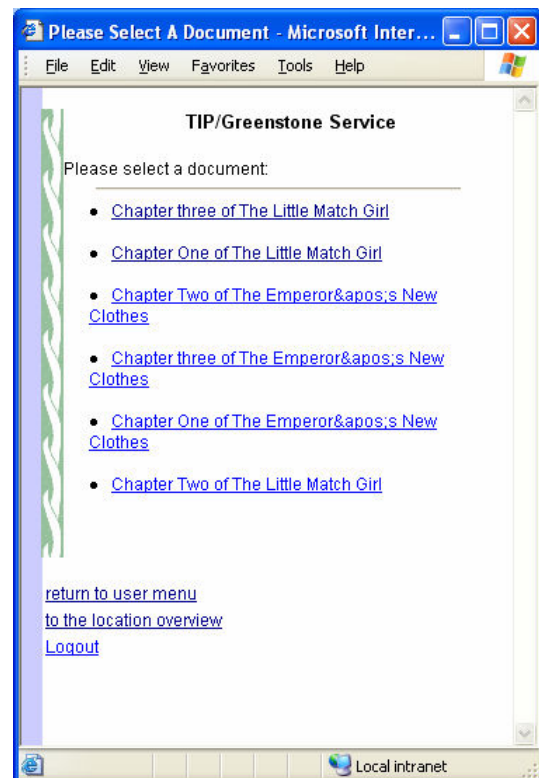 Please Select A Document - Microsoft Inter...
File Edit View Favorites Tools Help
TIP/Greenstone Service
Please select a document:
Chapter three of The Little Match Girl
Chapter One of The Little Match Girl
Chapter Two of The Emperor&apos;s New
Clothes
Chapter three of The Emperor&apos;s New
Clothes
Chapter One of The Emperor&apos;s New
Clothes
Chapter Two of The Little Match Girl
return to user menu
to the location overview
Logout
Local intranet